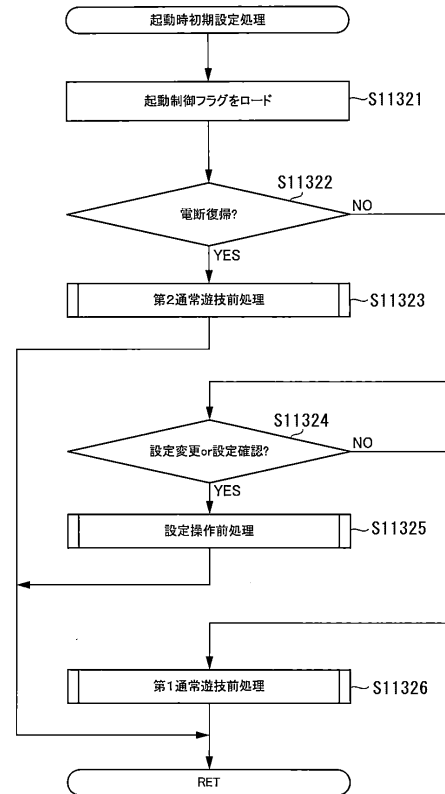 起動時初期設定処理
起動制御フラグをロード
S11321
S11322
電断復帰?
NO
YES
第2通常遊技前処理
S11323
S11324
設定変更or設定確認?
NO
YES
設定操作前処理
S11325
第1通常遊技前処理
S11326
RET